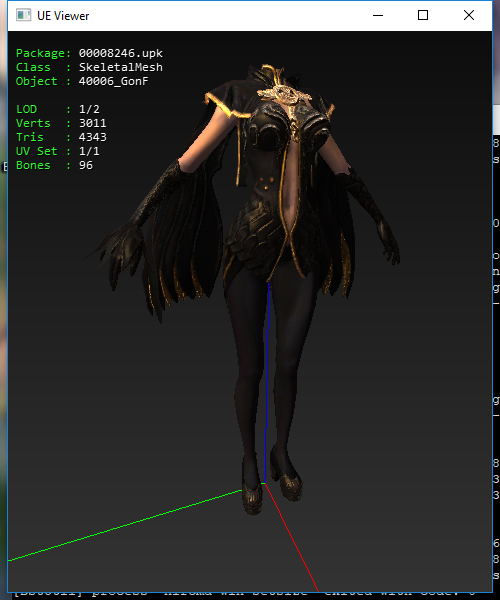 UE Viewer
Package: 00008246.upk
Class  : SkeletalMesh
Object : 40006_GonF
LOD    : 1/2
Verts  : 3011
Tris   : 4343
UV Set : 1/1
Bones  : 96